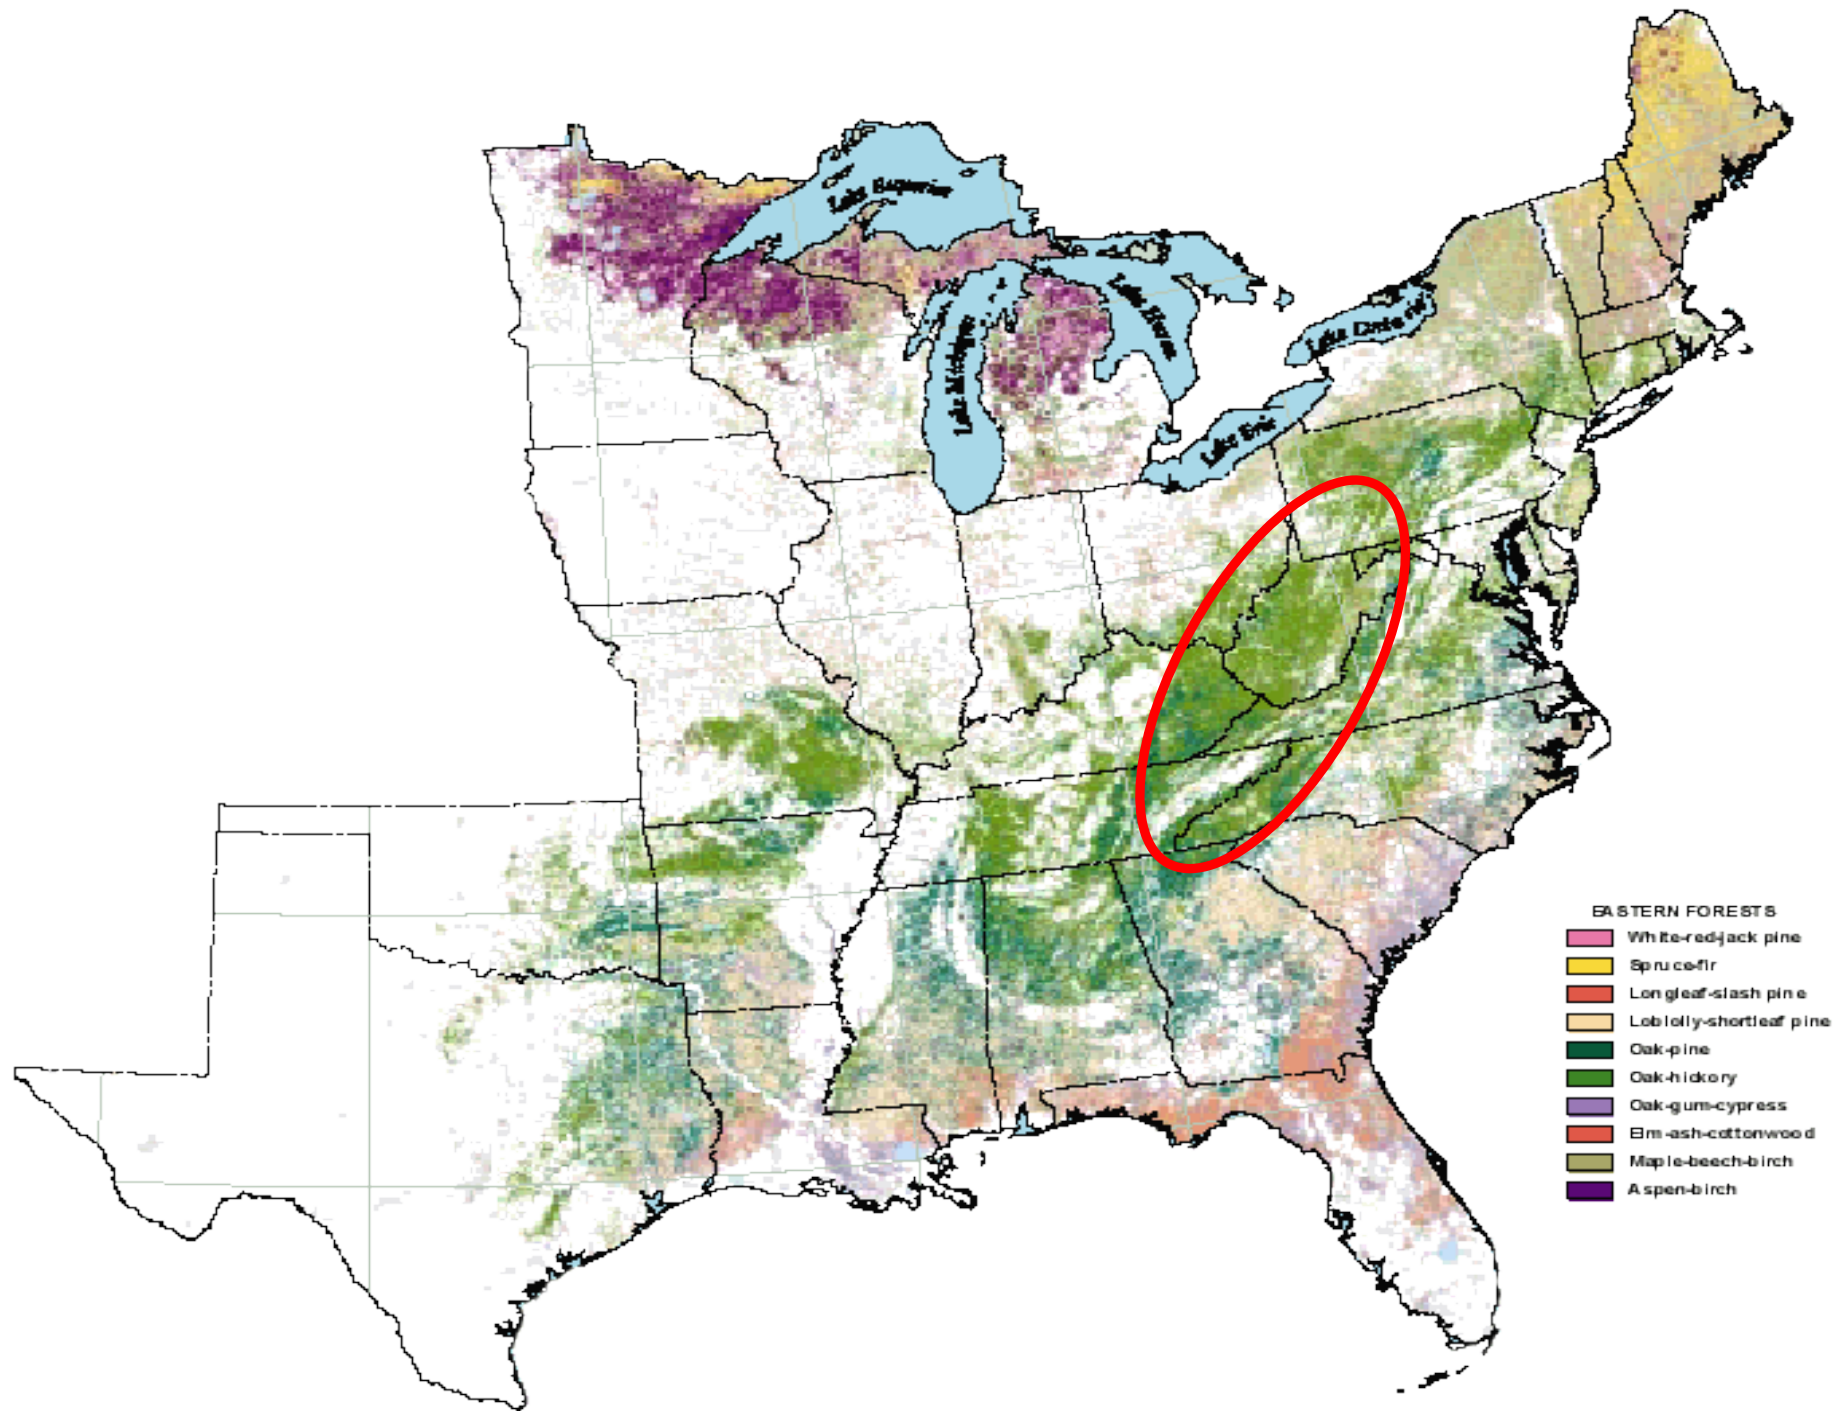 Lake Superior
Lake Michigan
Lake Huron
Lake Ontario
Lake Erie
EASTERN FORESTS
White-red-jack pine
Spruce-fir
Longleaf-slash pine
Loblolly-shortleaf pine
Oak-pine
Oak-hickory
Oak-gum-cypress
Elm-ash-cottonwood
Maple-beech-birch
Aspen-birch